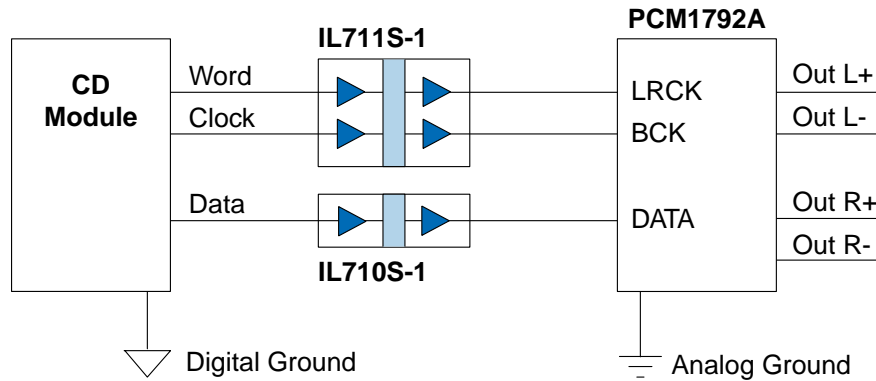 PCM1792A
IL711S-1
CD
Module
Word
Clock
Data
LRCK
BCK
DATA
Out L+
Out L-
Out R+
Out R-
IL710S-1
Digital Ground
Analog Ground